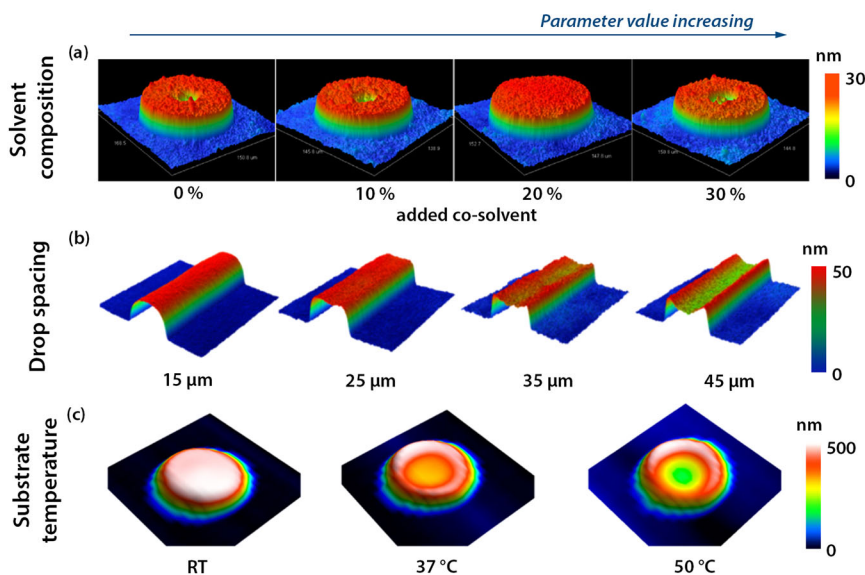 Parameter value increasing
(a)
nm
Solvent composition
30
0
0 %
10 %
20 %
30 %
added co-solvent
(b)
nm
Drop spacing
50
0
15 µm
25 µm
35 µm
45 µm
(c)
nm
Substrate temperature
500
0
RT
37 °C
50 °C